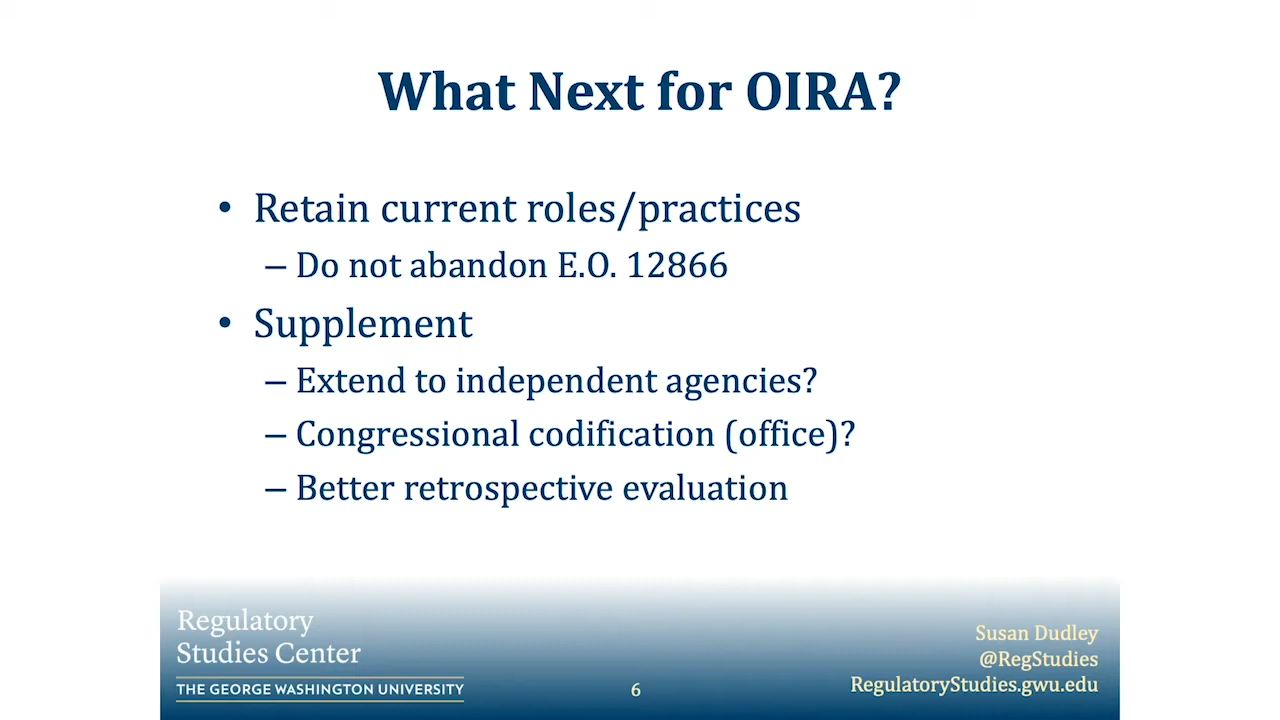 What Next for OIRA?
• Retain current roles/practices
– Do not abandon E.O. 12866
• Supplement
– Extend to independent agencies?
– Congressional codification (office)?
– Better retrospective evaluation
Regulatory
Studies Center
THE GEORGE WASHINGTON UNIVERSITY
6
Susan Dudley
@RegStudies
RegulatoryStudies.gwu.edu